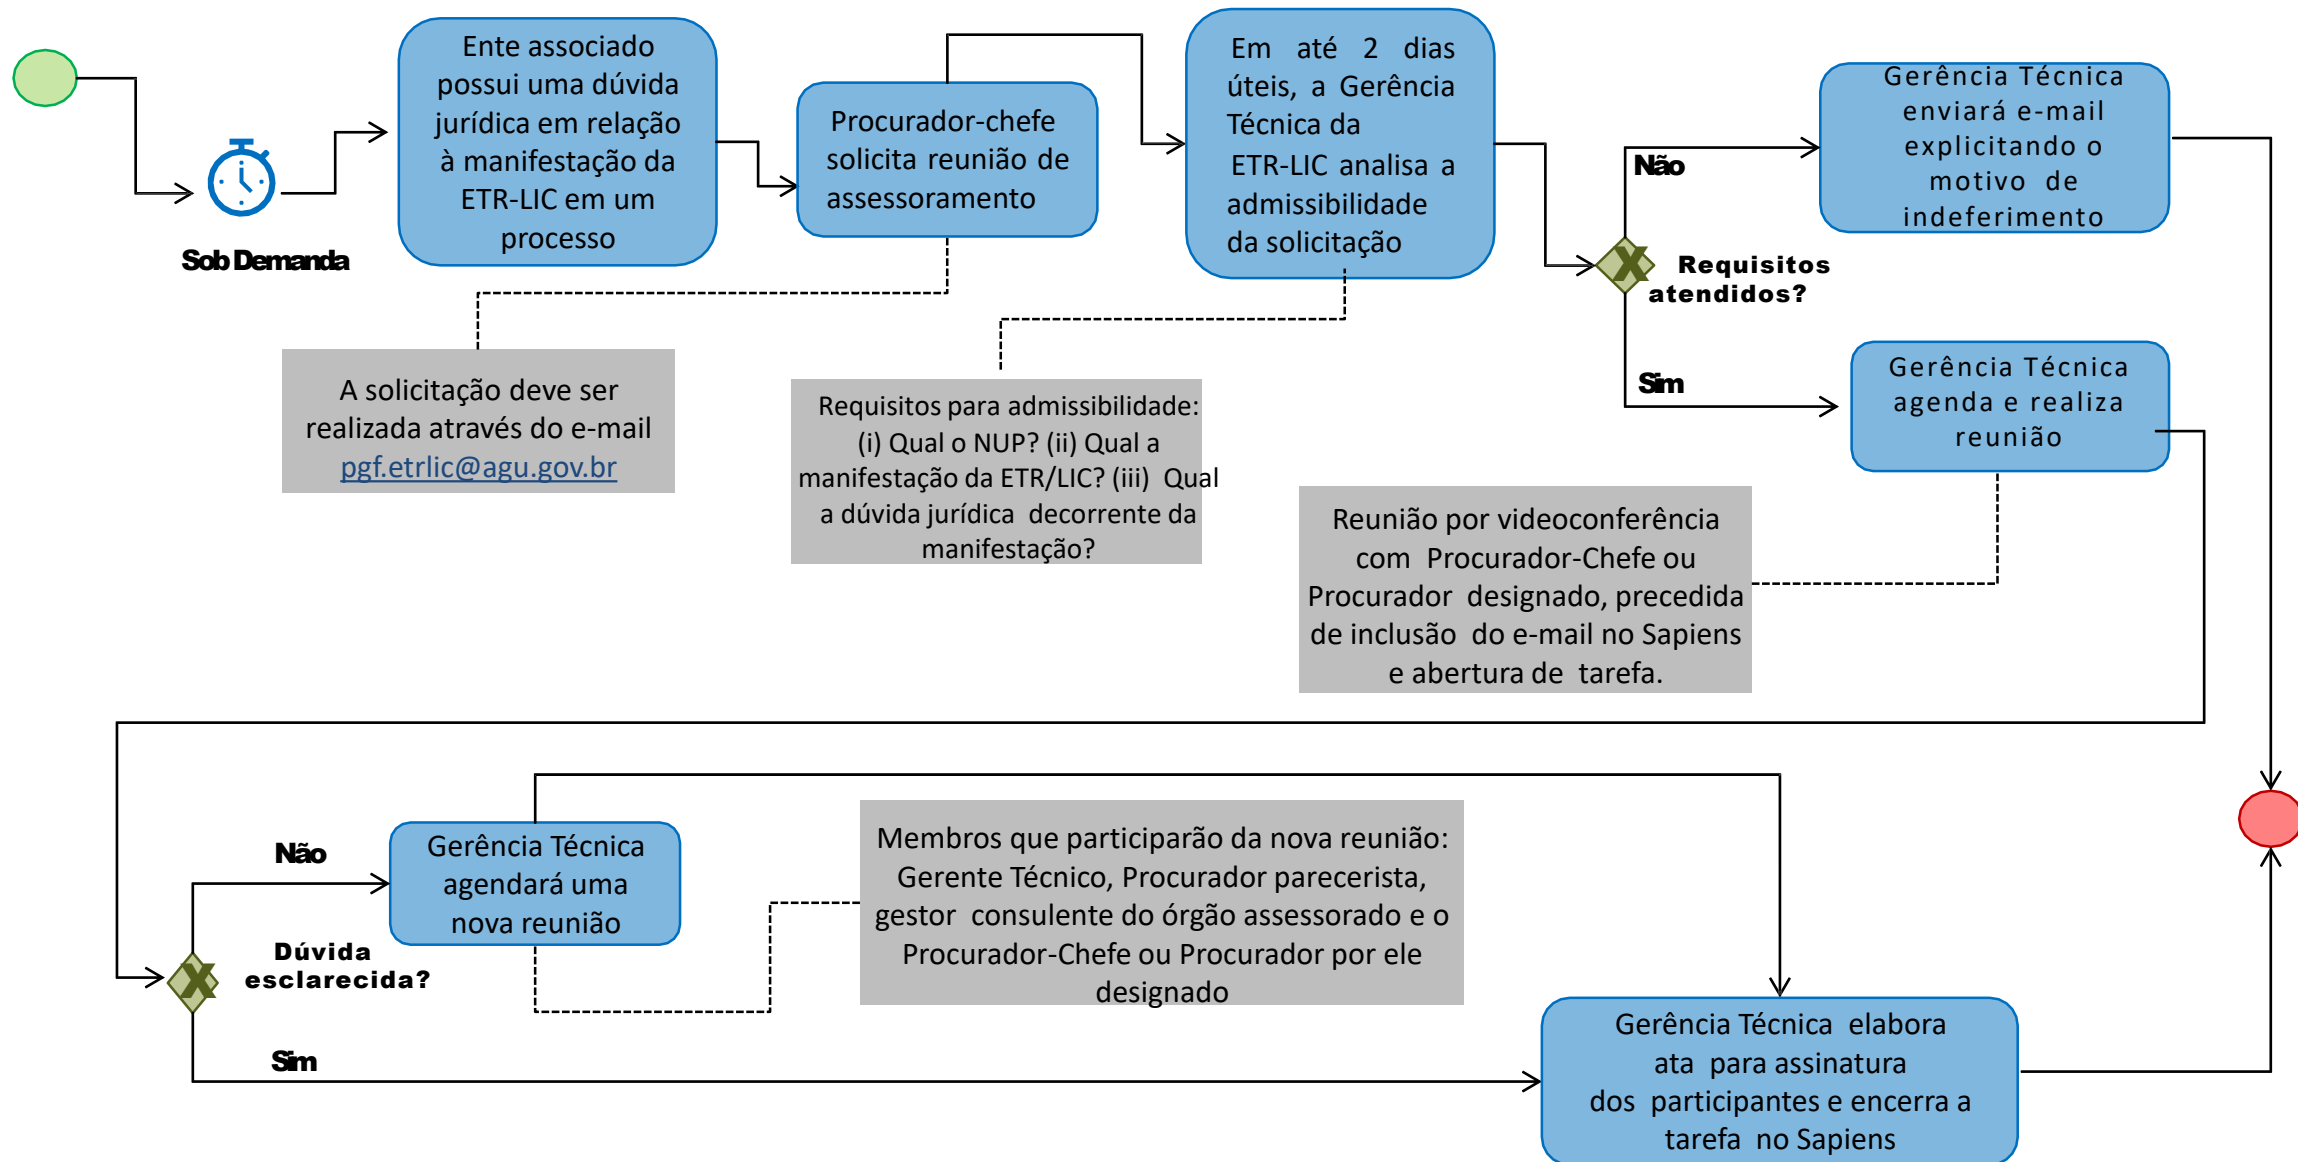 Ente associado
possui uma dúvida
jurídica em relação
à manifestação da
ETR-LIC em um
processo
Sob Demanda
Procurador-chefe
solicita reunião de
assessoramento
Em até 2 dias
úteis, a Gerência
Técnica da
ETR-LIC analisa a
admissibilidade
da solicitação
Gerência Técnica
enviará e-mail
explicitando o
motivo de
indeferimento
Não
Requisitos
atendidos?
Sim
Gerência Técnica
agenda e realiza
reunião
A solicitação deve ser
realizada através do e-mail
pgf.etrlic@agu.gov.br
Requisitos para admissibilidade:
(i) Qual o NUP? (ii) Qual a
manifestação da ETR/LIC? (iii) Qual
a dúvida jurídica decorrente da
manifestação?
Reunião por videoconferência
com Procurador-Chefe ou
Procurador designado, precedida
de inclusão do e-mail no Sapiens
e abertura de tarefa.
Não
Gerência Técnica
agendará uma
nova reunião
Dúvida
esclarecida?
Sim
Membros que participarão da nova reunião:
Gerente Técnico, Procurador parecerista,
gestor consulente do órgão assessorado e o
Procurador-Chefe ou Procurador por ele
designado
Gerência Técnica elabora
ata para assinatura
dos participantes e encerra a
tarefa no Sapiens